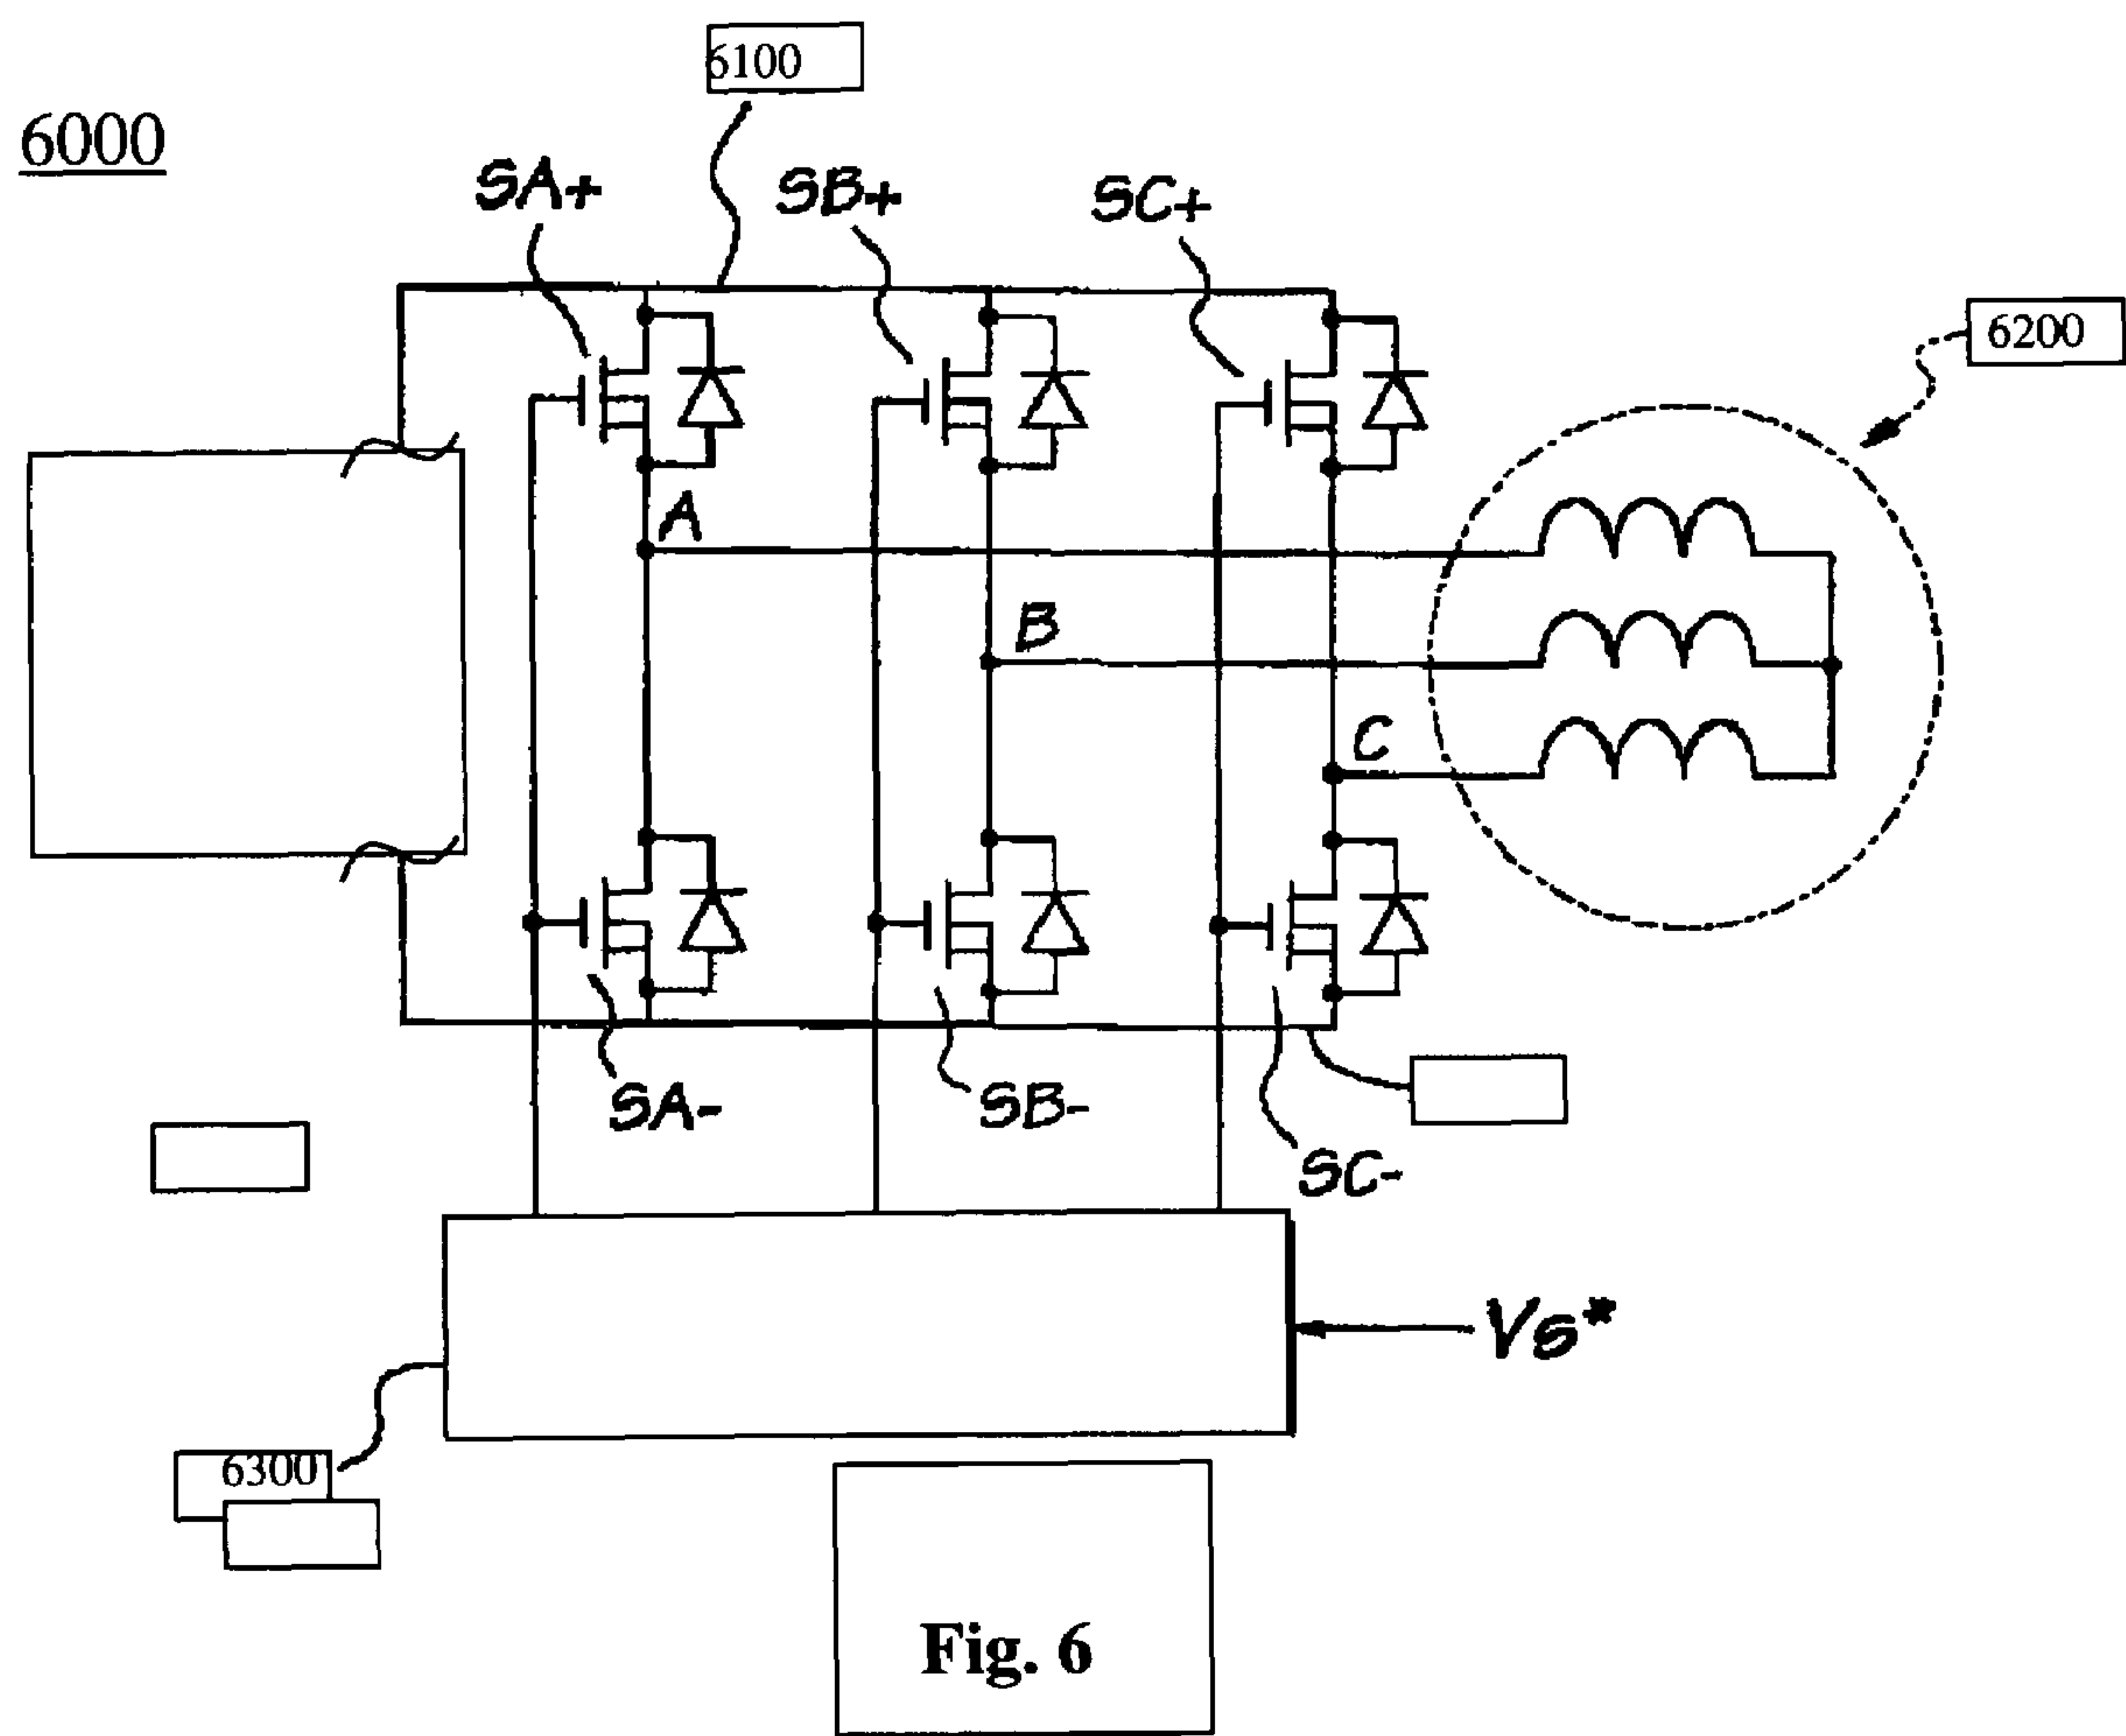 6100
6000
SA+
SB+
SC+
6200
A
B
C
SA-
SB-
SC-
Vs*
6300
Fig. 6